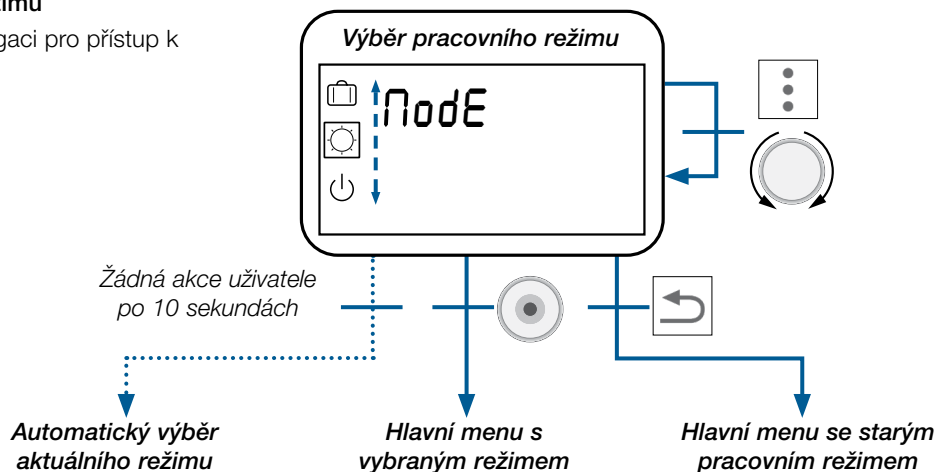 gaci pro přístup k
Výběr pracovního režimu
ModE
Žádná akce uživatele
po 10 sekundách
Automatický výběr
aktuálního režimu
Hlavní menu s
vybraným režimem
Hlavní menu se starým
pracovním režimem